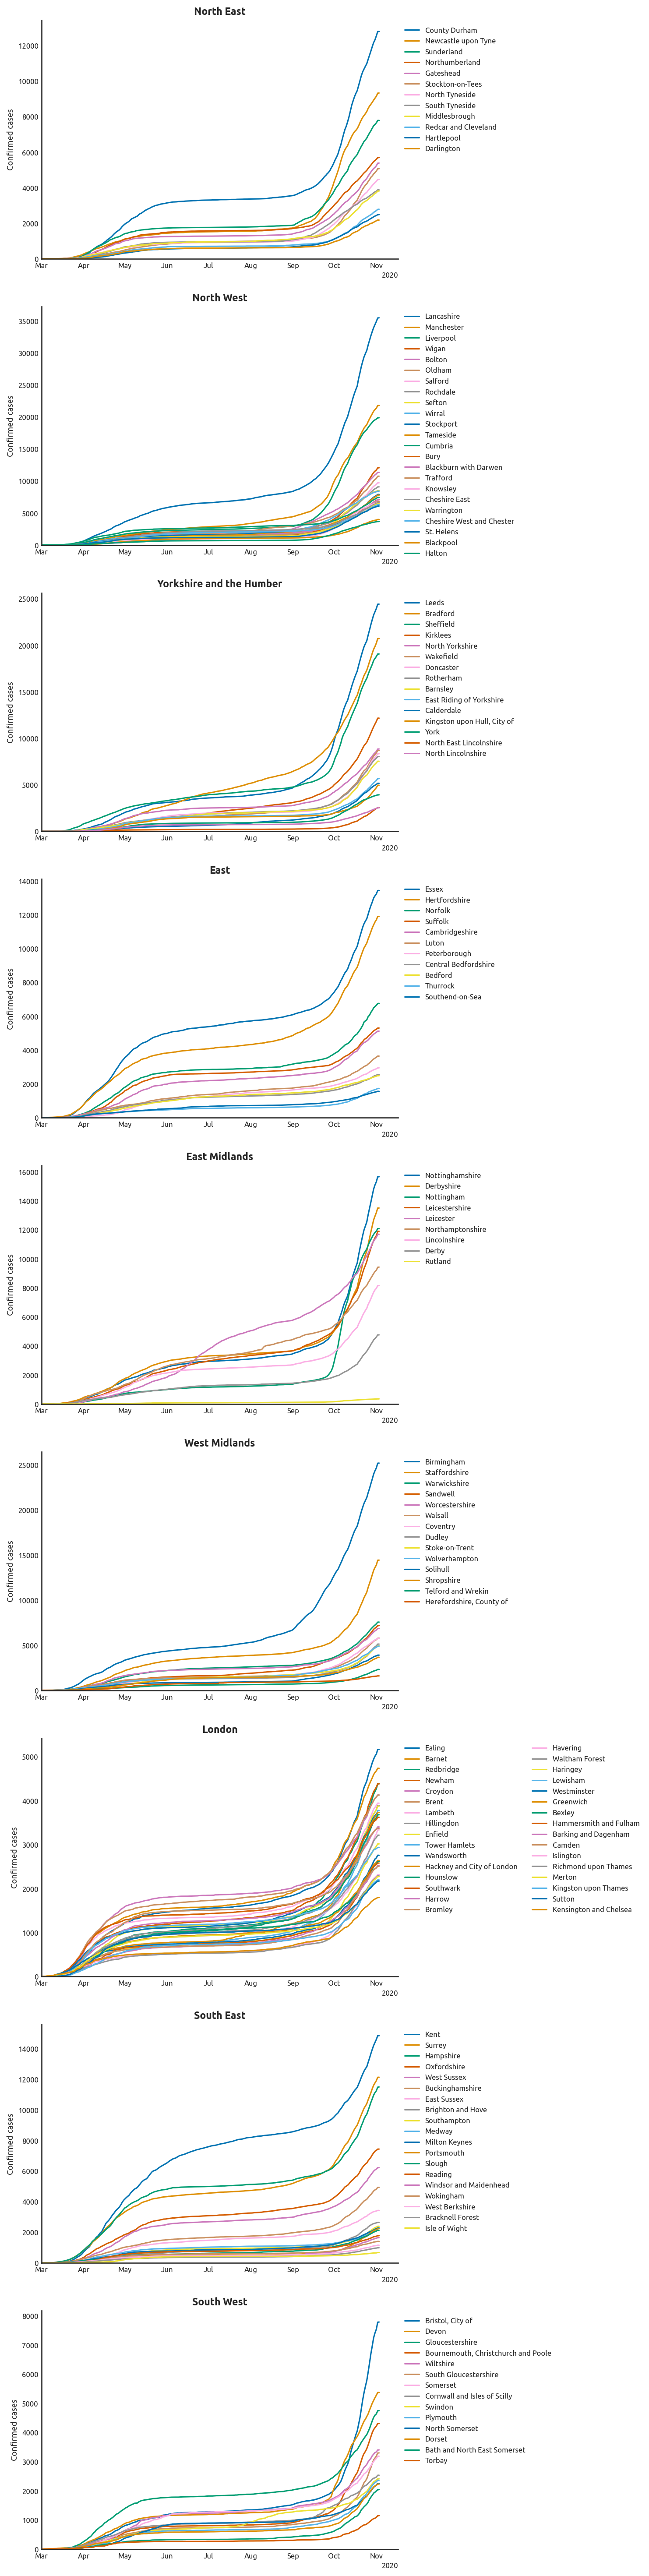 North East
Confirmed cases
12000
10000
8000
6000
4000
2000
0
Mar Apr May Jun Jul Aug Sep Oct Nov
2020
County Durham
Newcastle upon Tyne
Sunderland
Northumberland
Gateshead
Stockton-on-Tees
North Tyneside
South Tyneside
Middlesbrough
Redcar and Cleveland
Hartlepool
Darlington
North West
Confirmed cases
35000
30000
25000
20000
15000
10000
5000
0
Mar Apr May Jun Jul Aug Sep Oct Nov
2020
Lancashire
Manchester
Liverpool
Wigan
Bolton
Oldham
Salford
Rochdale
Sefton
Wirral
Stockport
Tameside
Cumbria
Bury
Blackburn with Darwen
Trafford
Knowsley
Cheshire East
Warrington
Cheshire West and Chester
St. Helens
Blackpool
Halton
Yorkshire and the Humber
Confirmed cases
25000
20000
15000
10000
5000
0
Mar Apr May Jun Jul Aug Sep Oct Nov
2020
Leeds
Bradford
Sheffield
Kirklees
North Yorkshire
Wakefield
Doncaster
Rotherham
Barnsley
East Riding of Yorkshire
Calderdale
Kingston upon Hull, City of
York
North East Lincolnshire
North Lincolnshire
East
Confirmed cases
14000
12000
10000
8000
6000
4000
2000
0
Mar Apr May Jun Jul Aug Sep Oct Nov
2020
Essex
Hertfordshire
Norfolk
Suffolk
Cambridgeshire
Luton
Peterborough
Central Bedfordshire
Bedford
Thurrock
Southend-on-Sea
East Midlands
Confirmed cases
16000
14000
12000
10000
8000
6000
4000
2000
0
Mar Apr May Jun Jul Aug Sep Oct Nov
2020
Nottinghamshire
Derbyshire
Nottingham
Leicestershire
Leicester
Northamptonshire
Lincolnshire
Derby
Rutland
West Midlands
Confirmed cases
25000
20000
15000
10000
5000
0
Mar Apr May Jun Jul Aug Sep Oct Nov
2020
Birmingham
Staffordshire
Warwickshire
Sandwell
Worcestershire
Walsall
Coventry
Dudley
Stoke-on-Trent
Wolverhampton
Solihull
Shropshire
Telford and Wrekin
Herefordshire, County of
London
Confirmed cases
5000
4000
3000
2000
1000
0
Mar Apr May Jun Jul Aug Sep Oct Nov
2020
Ealing
Barnet
Redbridge
Newham
Croydon
Brent
Lambeth
Hillingdon
Enfield
Tower Hamlets
Wandsworth
Hackney and City of London
Hounslow
Southwark
Harrow
Bromley
Havering
Waltham Forest
Haringey
Lewisham
Westminster
Greenwich
Bexley
Hammersmith and Fulham
Barking and Dagenham
Camden
Islington
Richmond upon Thames
Merton
Kingston upon Thames
Sutton
Kensington and Chelsea
South East
Confirmed cases
14000
12000
10000
8000
6000
4000
2000
0
Mar Apr May Jun Jul Aug Sep Oct Nov
2020
Kent
Surrey
Hampshire
Oxfordshire
West Sussex
Buckinghamshire
East Sussex
Brighton and Hove
Southampton
Medway
Milton Keynes
Portsmouth
Slough
Reading
Windsor and Maidenhead
Wokingham
West Berkshire
Bracknell Forest
Isle of Wight
South West
Confirmed cases
8000
7000
6000
5000
4000
3000
2000
1000
0
Mar Apr May Jun Jul Aug Sep Oct Nov
2020
Bristol, City of
Devon
Gloucestershire
Bournemouth, Christchurch and Poole
Wiltshire
South Gloucestershire
Somerset
Cornwall and Isles of Scilly
Swindon
Plymouth
North Somerset
Dorset
Bath and North East Somerset
Torbay